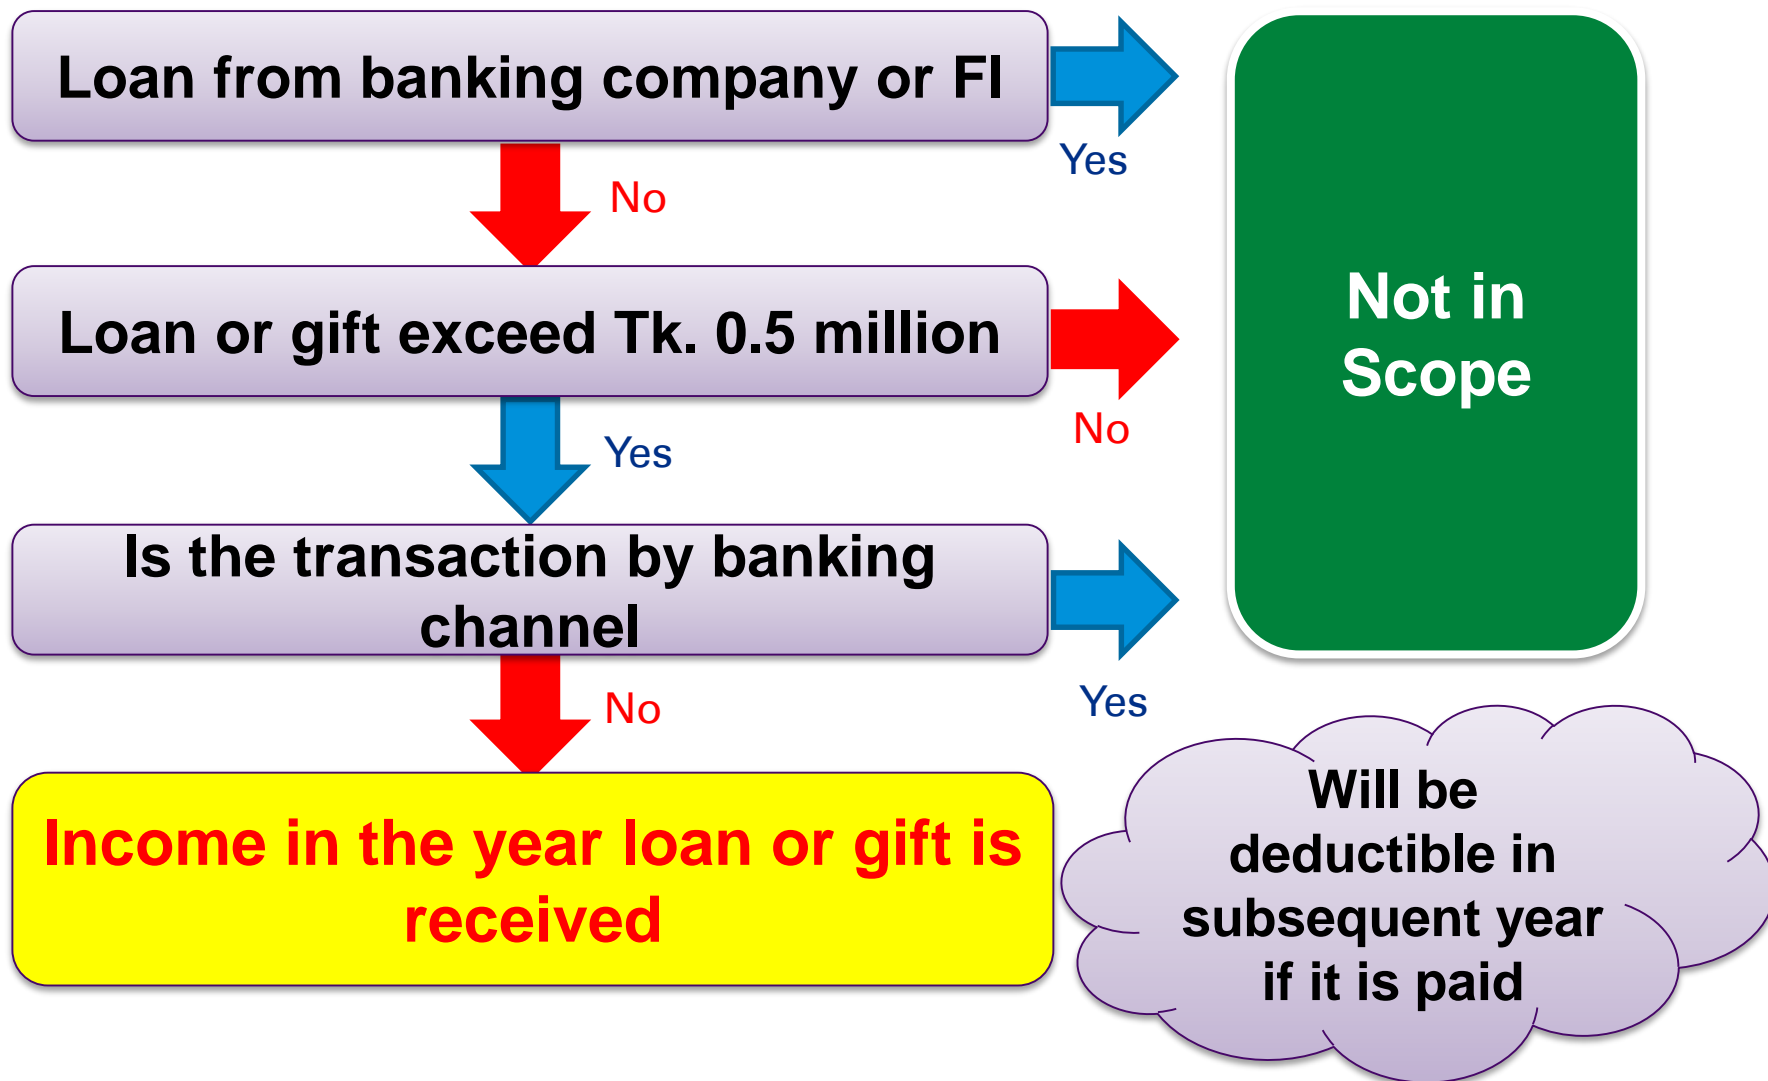 Loan from banking company or FI
Yes
No
Loan or gift exceed Tk. 0.5 million
No
Yes
Is the transaction by banking
channel
Yes
No
Income in the year loan or gift is
received
Not in
Scope
Will be
deductible in
subsequent year
if it is paid